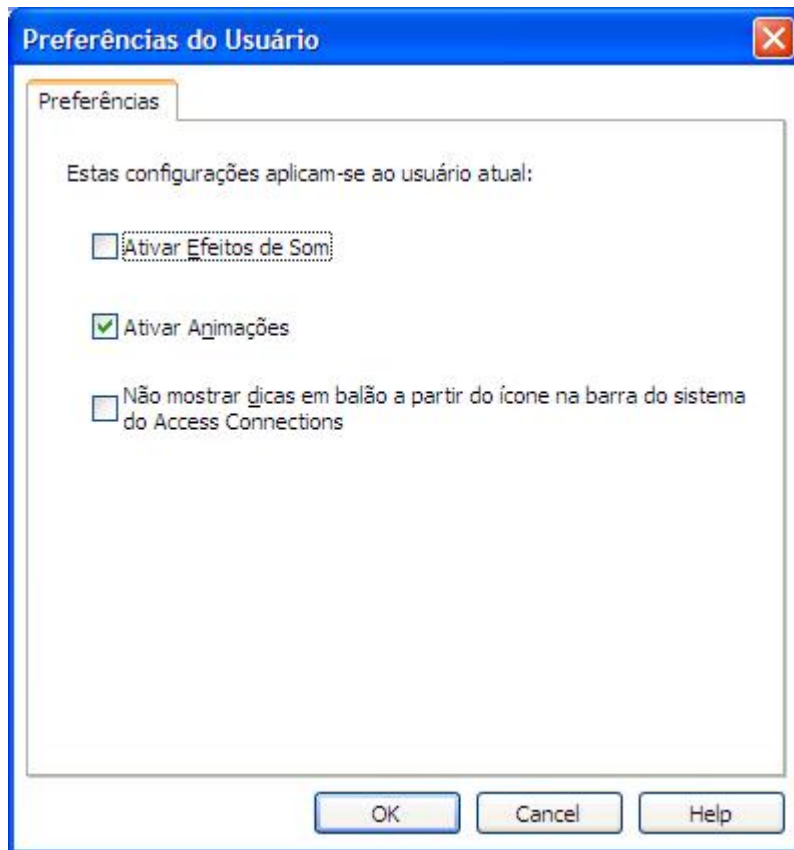 Preferências do Usuário
Preferências
Estas configurações aplicam-se ao usuário atual:
Ativar Efeitos de Som
Ativar Animações
Não mostrar dicas em balão a partir do ícone na barra do sistema
do Access Connections
OK
Cancel
Help